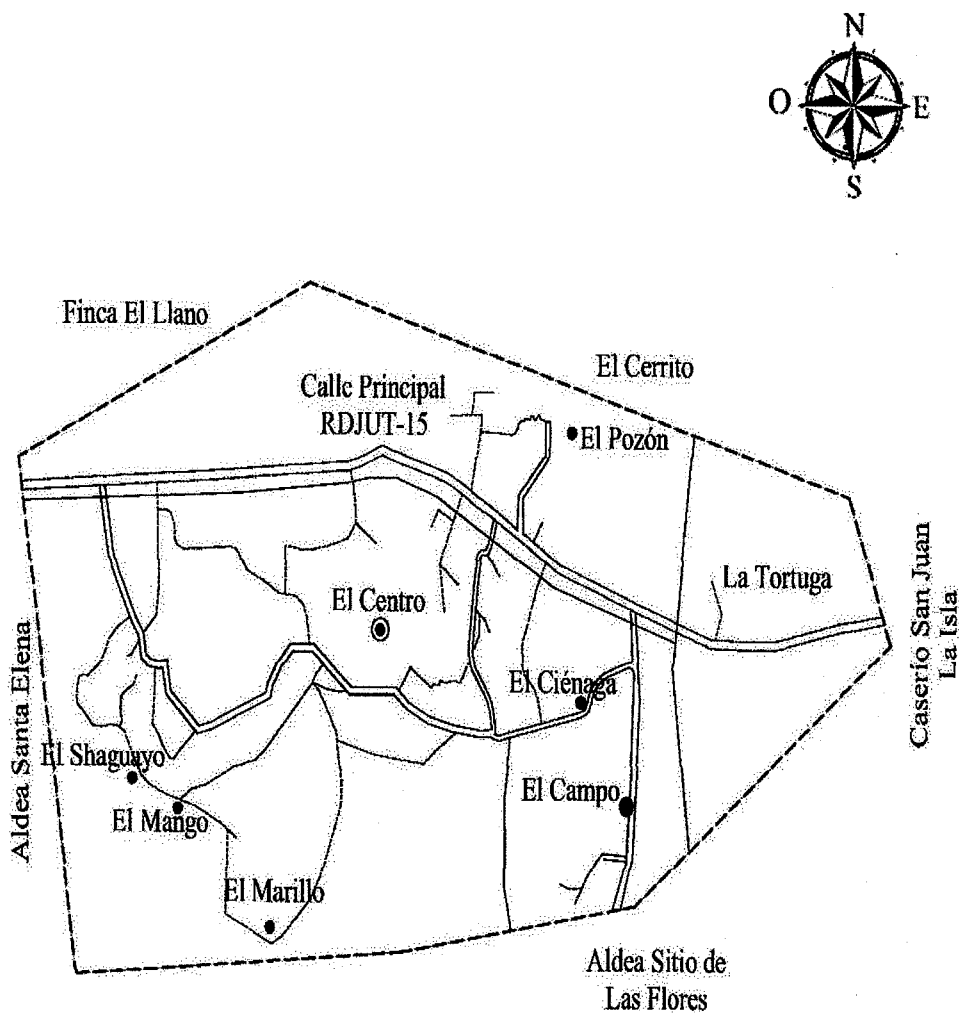 N
O
E
S
Finca El Llano
El Cerrito
Calle Principal
RDJUT-15
El Pozón
La Tortuga
El Centro
El Ciénaga
El Shaguayo
El Campo
El Mango
El Marillo
Aldea Santa Elena
Caserío San Juan
La Isla
Aldea Sitio de
Las Flores